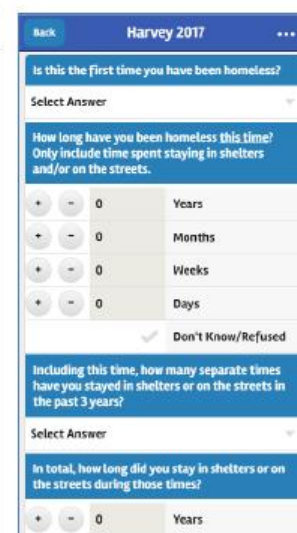 Back
Harvey 2017
Is this the first time you have been homeless?
Select Answer
How long have you been homeless this time?
Only include time spent staying in shelters
and/or on the streets.
+ - 0 Years
+ - 0 Months
+ - 0 Weeks
+ - 0 Days
Don't Know/Refused
Including this time, how many separate times
have you stayed in shelters or on the streets in
the past 3 years?
Select Answer
In total, how long did you stay in shelters or on
the streets during those times?
+ - 0 Years